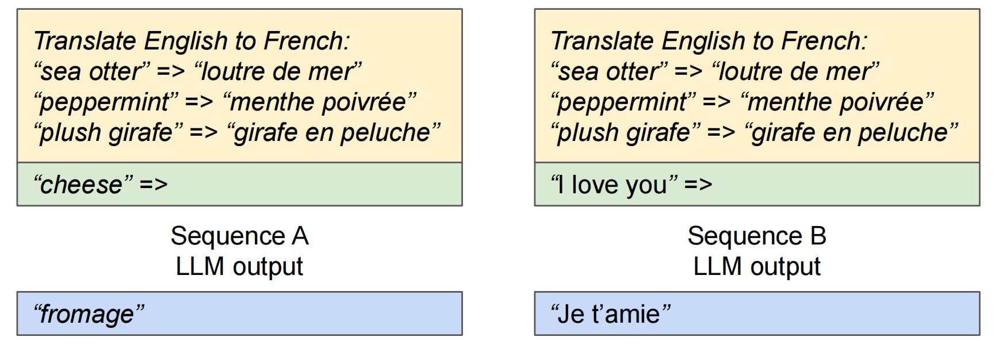 Translate English to French:
“sea otter” => “loutre de mer”
“peppermint” => “menthe poivrée”
“plush girafe” => “girafe en peluche”
“cheese” =>
Sequence A
LLM output
“fromage”
Translate English to French:
“sea otter” => “loutre de mer”
“peppermint” => “menthe poivrée”
“plush girafe” => “girafe en peluche”
“I love you” =>
Sequence B
LLM output
“Je t’amie”